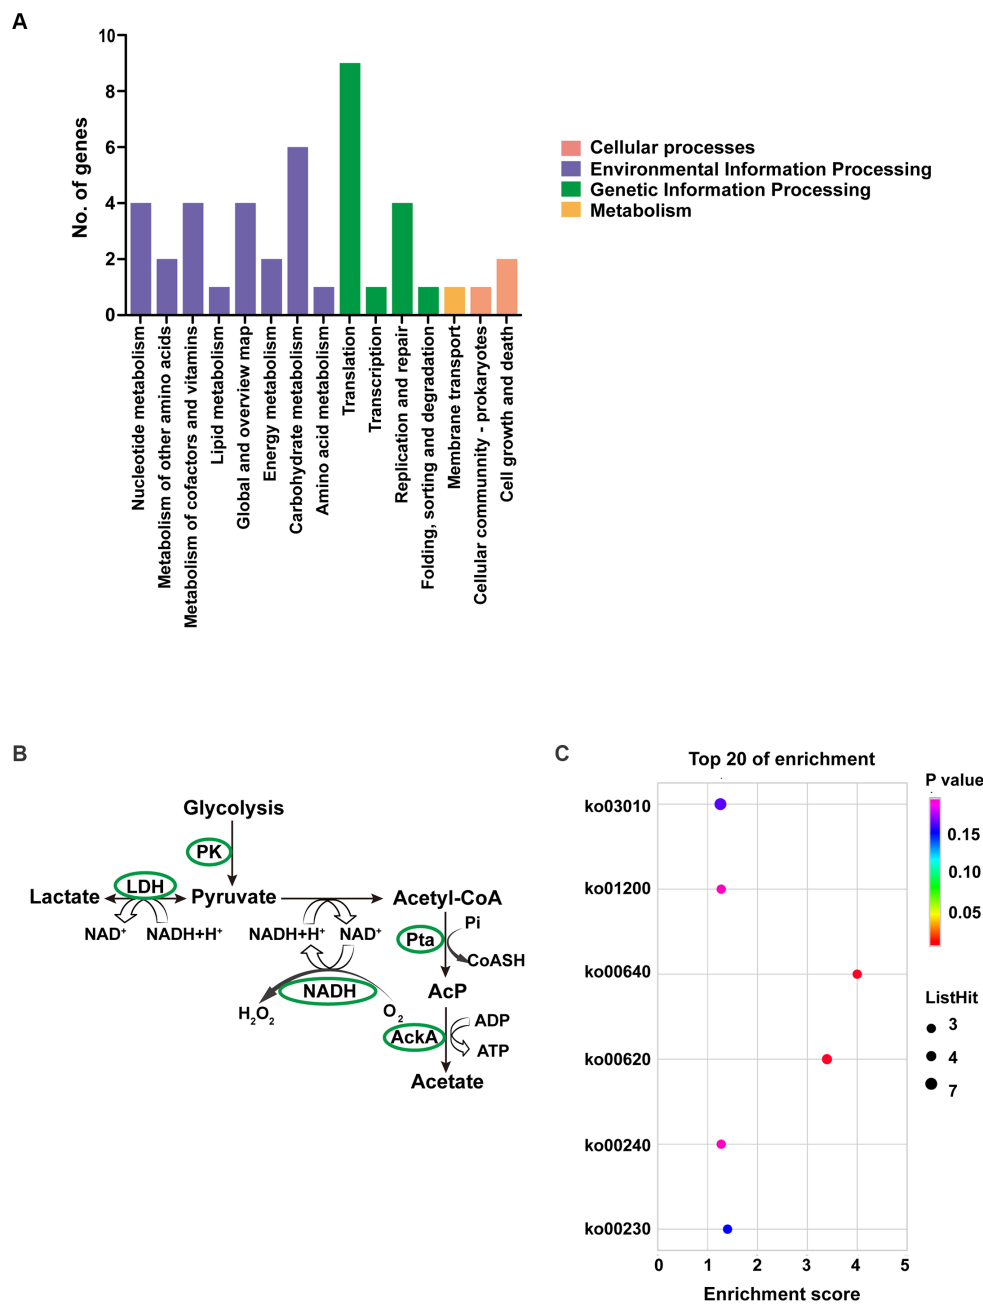 A
No. of genes
10
8
6
4
2
0
Nucleotide metabolism
Metabolism of other amino acids
Metabolism of cofactors and vitamins
Lipid metabolism
Global and overview map
Energy metabolism
Carbohydrate metabolism
Amino acid metabolism
Translation
Transcription
Replication and repair
Folding, sorting and degradation
Membrane transport
Cellular communnity - prokaryotes
Cell growth and death
Cellular processes
Environmental Information Processing
Genetic Information Processing
Metabolism
B
Glycolysis
PK
LDH
Lactate
Pyruvate
Acetyl-CoA
NAD⁺
NADH+H⁺
NADH+H⁺
NAD⁺
Pta
Pi
CoASH
NADH
AcP
H₂O₂
O₂
AckA
ADP
ATP
Acetate
C
Top 20 of enrichment
ko03010
ko01200
ko00640
ko00620
ko00240
ko00230
0 1 2 3 4 5
Enrichment score
P value
0.15
0.10
0.05
ListHit
3
4
7